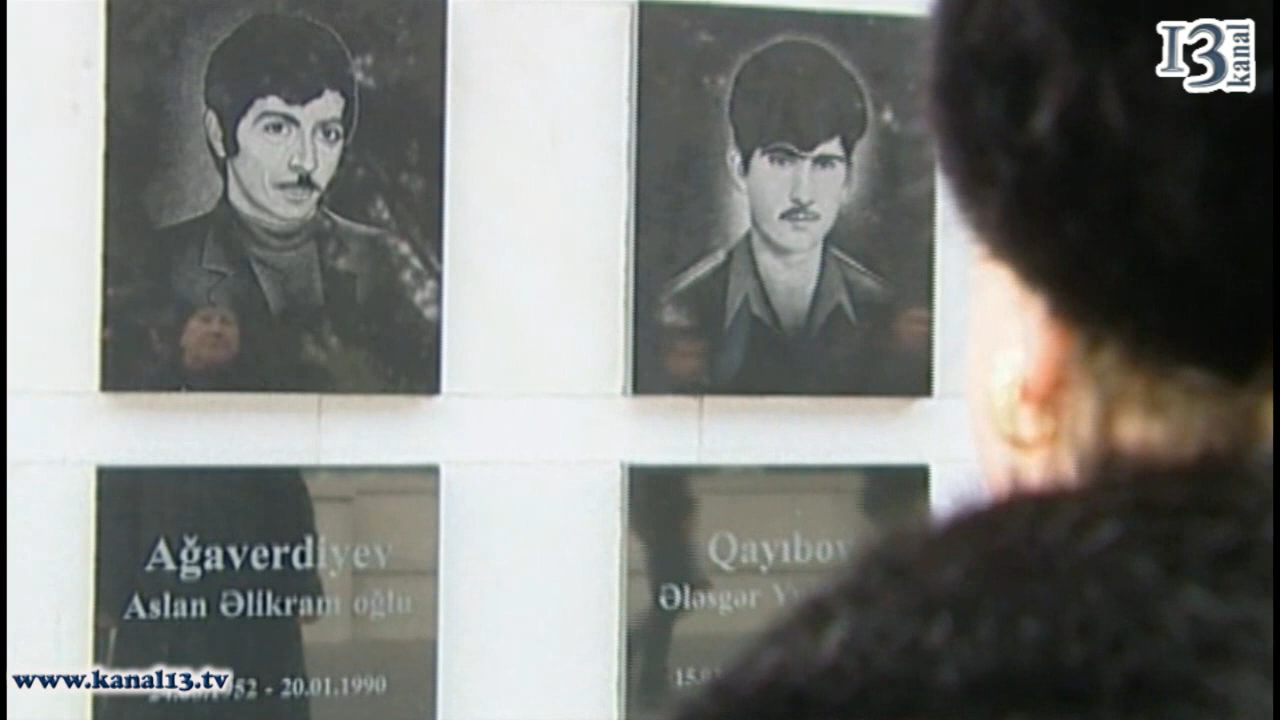 13 kanal
Ağaverdiyev
Aslan Əlikram oğlu
- 20.01.1990
Qayıbov
Ələsgər
www.kanal13.tv